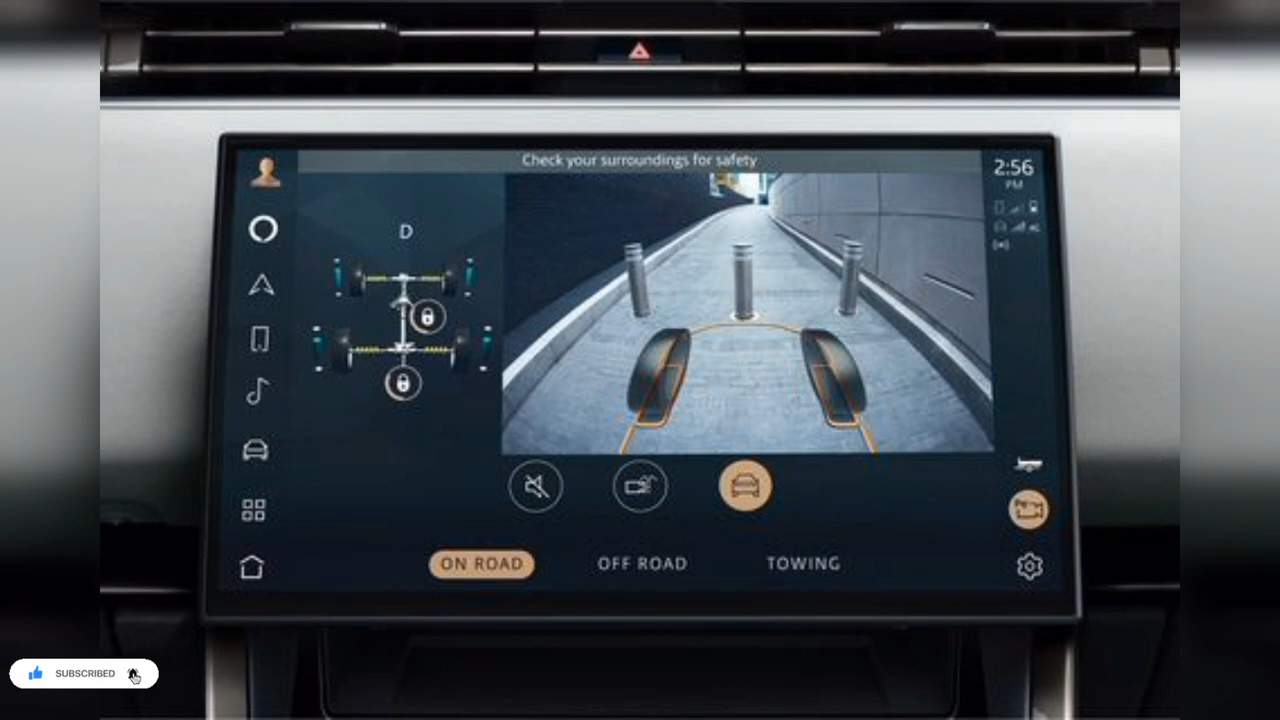 Check your surroundings for safety
2:56
PM
D
ON ROAD
OFF ROAD
TOWING
SUBSCRIBED